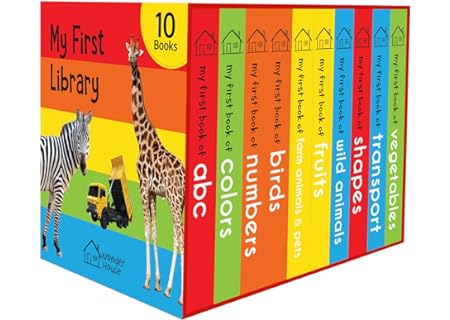 My First
Library
10
Books
Wonder
House
my first book of
abc
my first book of
colors
my first book of
numbers
my first book of
birds
my first book of
farm animals & pets
my first book of
fruits
my first book of
wild animals
my first book of
shapes
my first book of
transport
my first book of
vegetables